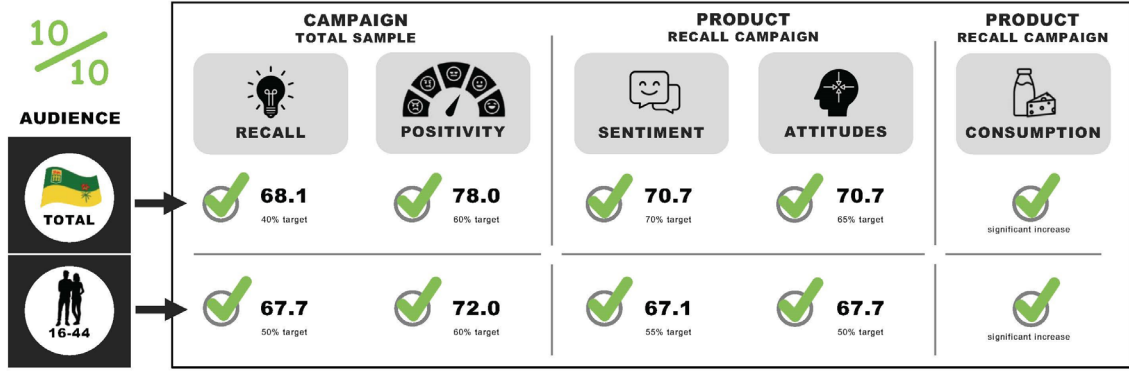 10/10
AUDIENCE
CAMPAIGN
TOTAL SAMPLE
PRODUCT
RECALL CAMPAIGN
PRODUCT
RECALL CAMPAIGN
RECALL
POSITIVITY
SENTIMENT
ATTITUDES
CONSUMPTION
TOTAL
68.1
40% target
78.0
60% target
70.7
70% target
70.7
65% target
significant increase
16-44
67.7
50% target
72.0
60% target
67.1
55% target
67.7
50% target
significant increase